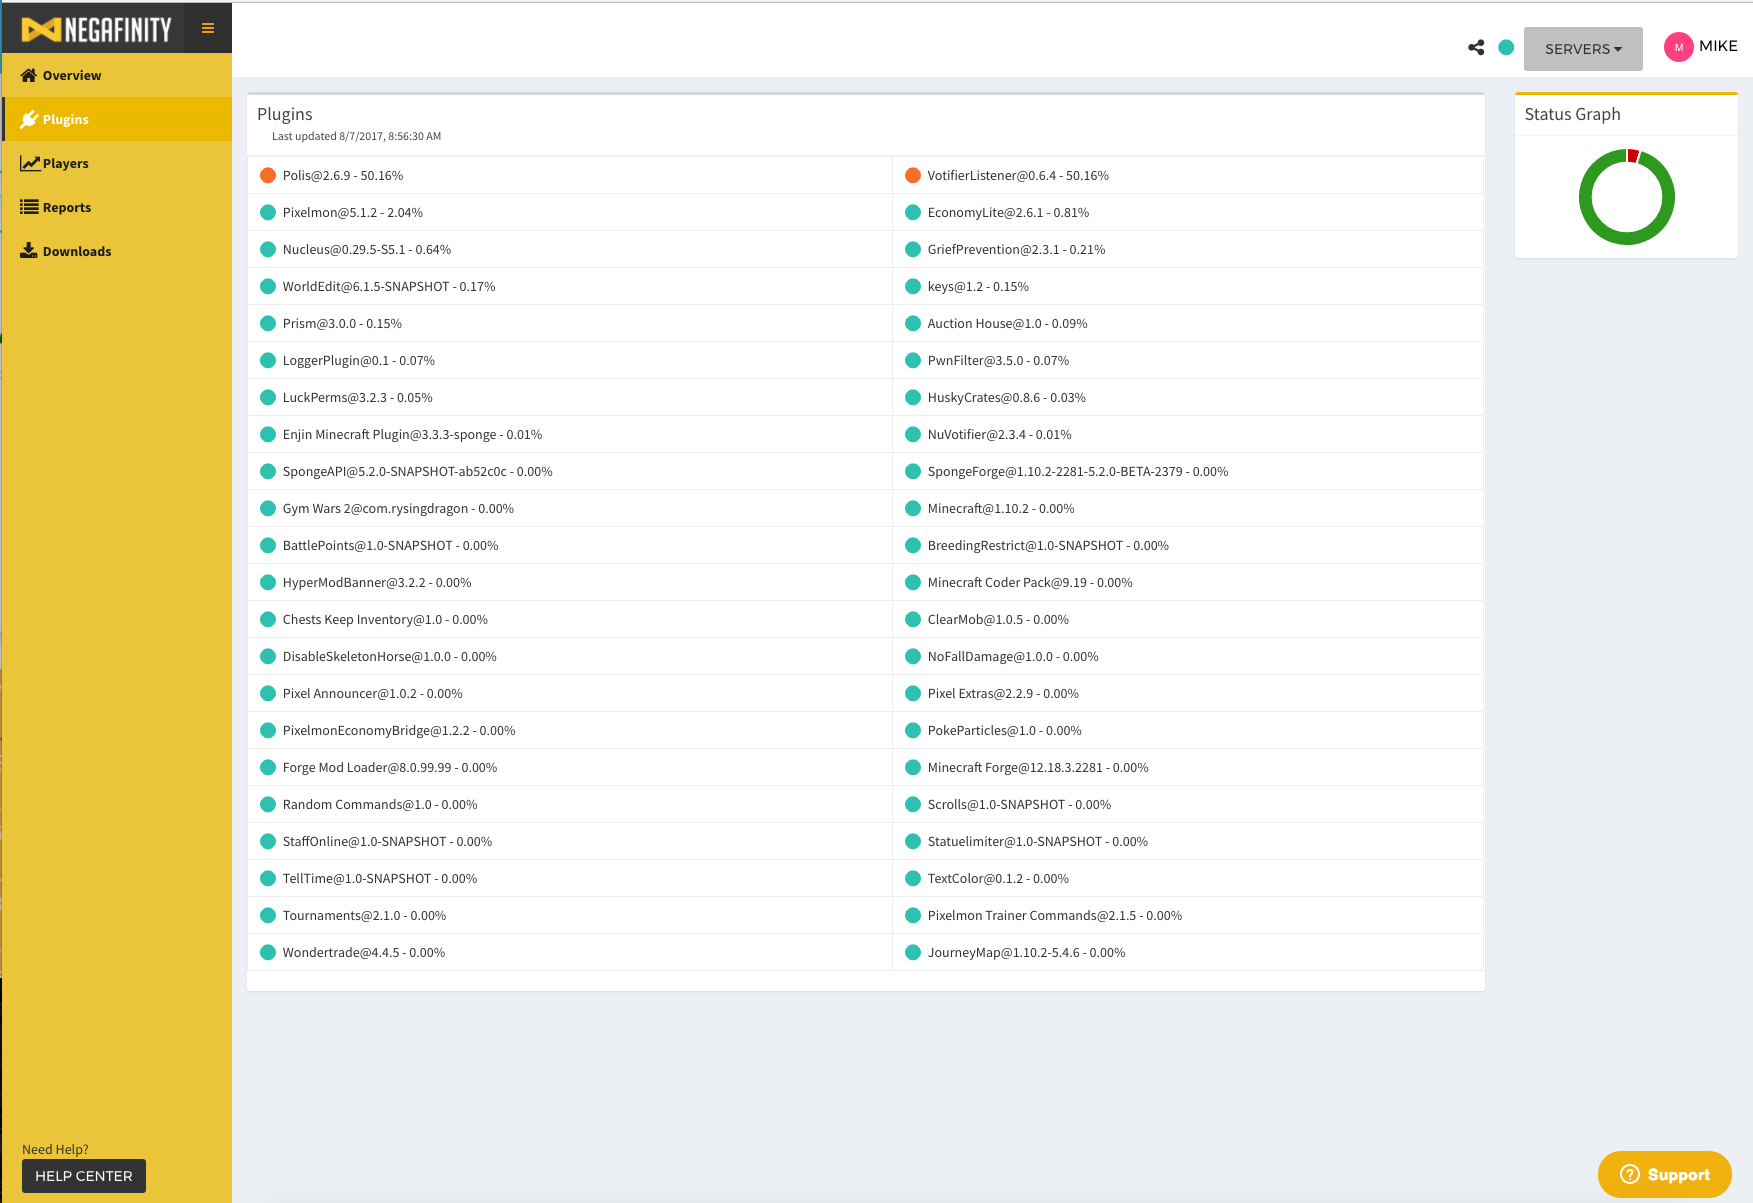 NEGAFINITY
SERVERS
M
MIKE
Overview
Plugins
Players
Reports
Downloads
Plugins
Last updated 8/7/2017, 8:56:30 AM
Polis@2.6.9 - 50.16%
VotifierListener@0.6.4 - 50.16%
Pixelmon@5.1.2 - 2.04%
EconomyLite@2.6.1 - 0.81%
Nucleus@0.29.5-S5.1 - 0.64%
GriefPrevention@2.3.1 - 0.21%
WorldEdit@6.1.5-SNAPSHOT - 0.17%
keys@1.2 - 0.15%
Prism@3.0.0 - 0.15%
Auction House@1.0 - 0.09%
LoggerPlugin@0.1 - 0.07%
PwnFilter@3.5.0 - 0.07%
LuckPerms@3.2.3 - 0.05%
HuskyCrates@0.8.6 - 0.03%
Enjin Minecraft Plugin@3.3.3-sponge - 0.01%
NuVotifier@2.3.4 - 0.01%
SpongeAPI@5.2.0-SNAPSHOT-ab52c0c - 0.00%
SpongeForge@1.10.2-2281-5.2.0-BETA-2379 - 0.00%
Gym Wars 2@com.rysingdragon - 0.00%
Minecraft@1.10.2 - 0.00%
BattlePoints@1.0-SNAPSHOT - 0.00%
BreedingRestrict@1.0-SNAPSHOT - 0.00%
HyperModBanner@3.2.2 - 0.00%
Minecraft Coder Pack@9.19 - 0.00%
Chests Keep Inventory@1.0 - 0.00%
ClearMob@1.0.5 - 0.00%
DisableSkeletonHorse@1.0.0 - 0.00%
NoFallDamage@1.0.0 - 0.00%
Pixel Announcer@1.0.2 - 0.00%
Pixel Extras@2.2.9 - 0.00%
PixelmonEconomyBridge@1.2.2 - 0.00%
PokeParticles@1.0 - 0.00%
Forge Mod Loader@8.0.99.99 - 0.00%
Minecraft Forge@12.18.3.2281 - 0.00%
Random Commands@1.0 - 0.00%
Scrolls@1.0-SNAPSHOT - 0.00%
StaffOnline@1.0-SNAPSHOT - 0.00%
Statuelimiter@1.0-SNAPSHOT - 0.00%
TellTime@1.0-SNAPSHOT - 0.00%
TextColor@0.1.2 - 0.00%
Tournaments@2.1.0 - 0.00%
Pixelmon Trainer Commands@2.1.5 - 0.00%
Wondertrade@4.4.5 - 0.00%
JourneyMap@1.10.2-5.4.6 - 0.00%
Status Graph
Need Help?
HELP CENTER
Support